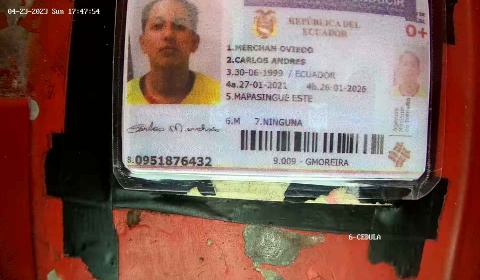 04-23-2023 Sun 17:47:54
REPÚBLICA DEL
ECUADOR
0+
1.MERCHAN OVIEDO
2.CARLOS ANDRES
3.30-06-1999 / ECUADOR
4a.27-01-2021 4b.26-01-2026
5.MAPASINGUE ESTE
6.M 7.NINGUNA
8.0951876432
9.009 - GMOREIRA
6-CEDULA